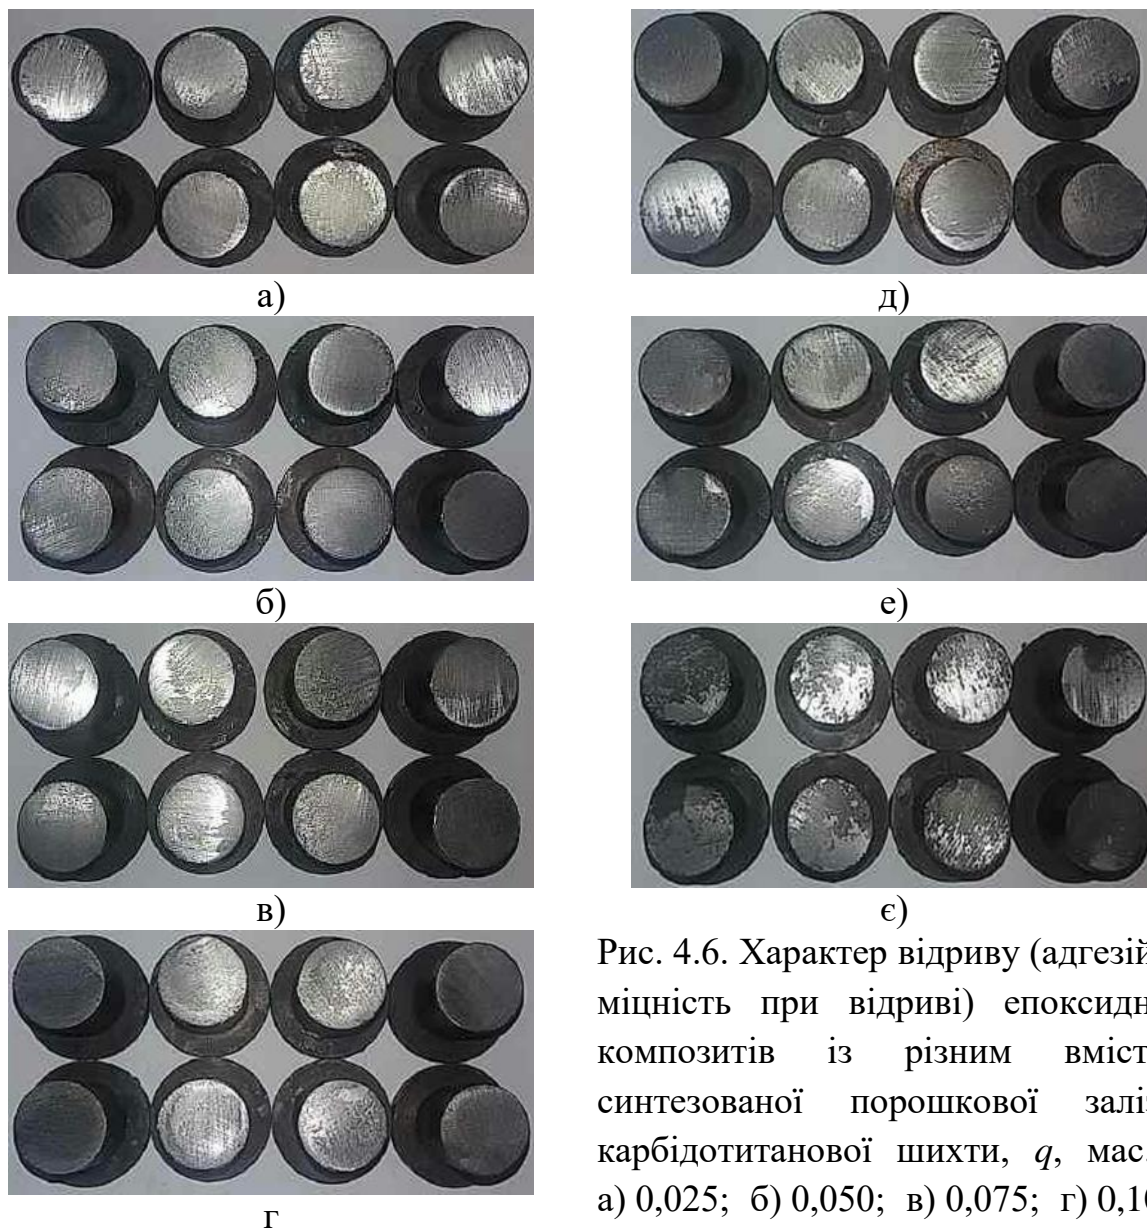 а)
д)
б)
е)
в)
є)
г
Рис. 4.6. Характер відриву (адгезій
міцність при відриві) епоксидн
композитів із різним вміст
синтезованої порошкової заліз
карбідотитанової шихти, q, мас.
а) 0,025; б) 0,050; в) 0,075; г) 0,10